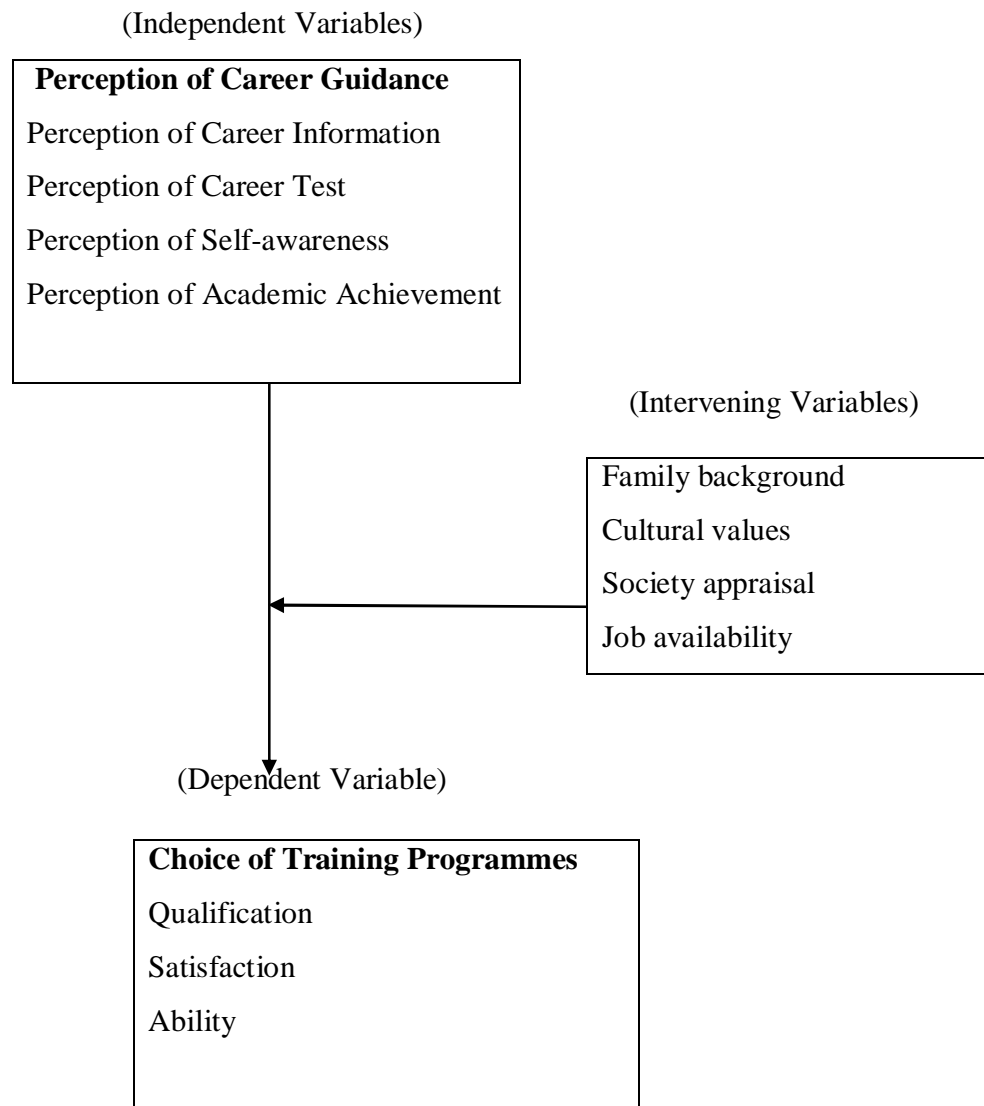 (Independent Variables)
Perception of Career Guidance
Perception of Career Information
Perception of Career Test
Perception of Self-awareness
Perception of Academic Achievement
(Intervening Variables)
Family background
Cultural values
Society appraisal
Job availability
(Dependent Variable)
Choice of Training Programmes
Qualification
Satisfaction
Ability